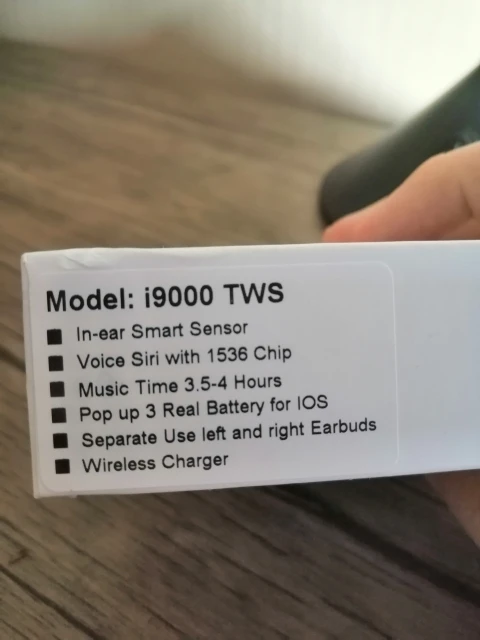 Model: i9000 TWS
In-ear Smart Sensor
Voice Siri with 1536 Chip
Music Time 3.5-4 Hours
Pop up 3 Real Battery for IOS
Separate Use left and right Earbuds
Wireless Charger